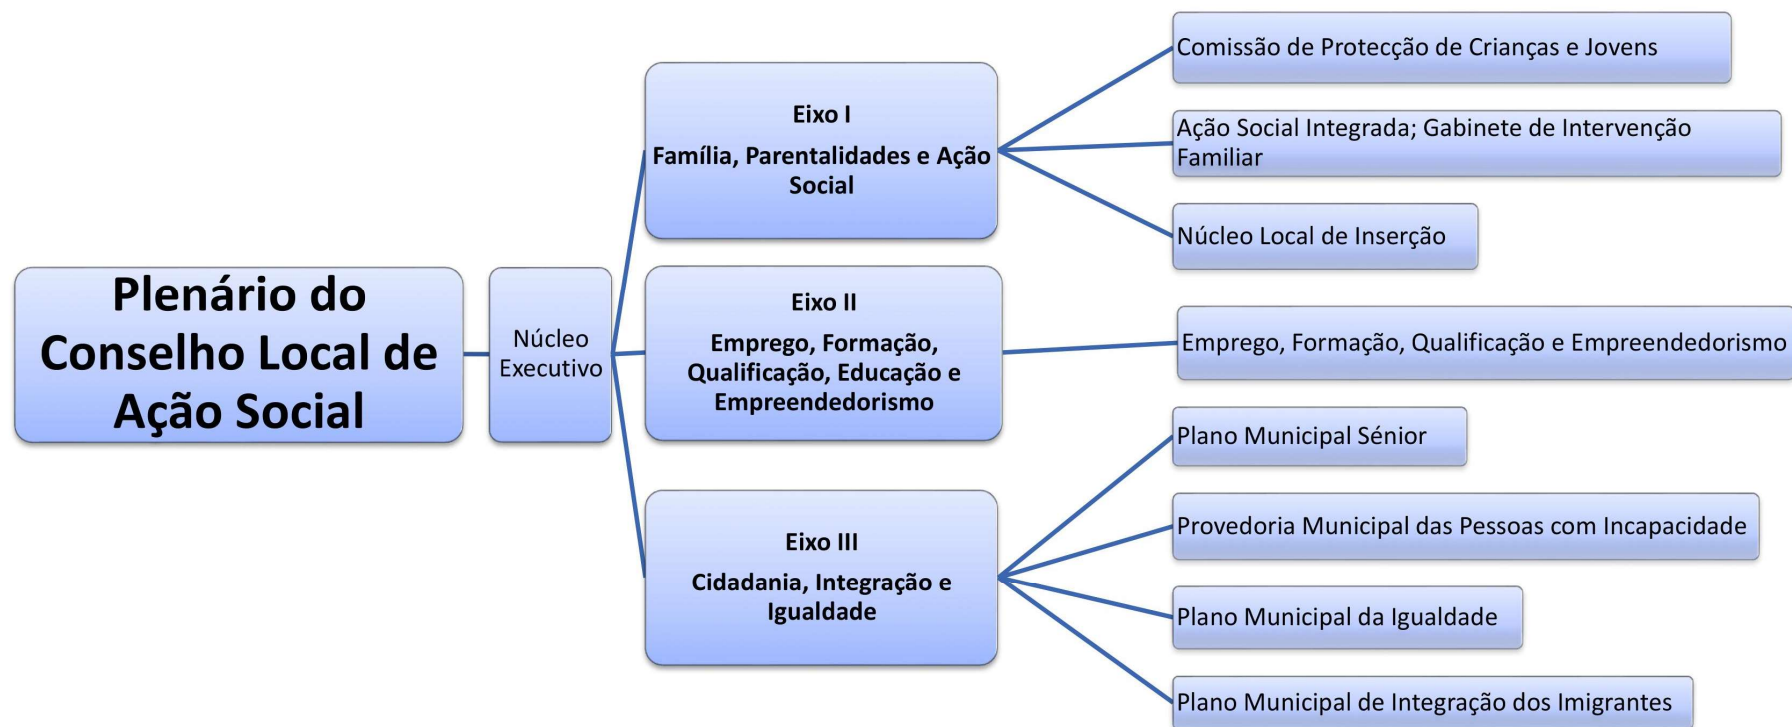 Plenário do
Conselho Local de
Ação Social
Núcleo
Executivo
Eixo I
Família, Parentalidades e Ação
Social
Comissão de Protecção de Crianças e Jovens
Ação Social Integrada; Gabinete de Intervenção
Familiar
Núcleo Local de Inserção
Eixo II
Emprego, Formação,
Qualificação, Educação e
Empreendedorismo
Emprego, Formação, Qualificação e Empreendedorismo
Eixo III
Cidadania, Integração e
Igualdade
Plano Municipal Sénior
Provedoria Municipal das Pessoas com Incapacidade
Plano Municipal da Igualdade
Plano Municipal de Integração dos Imigrantes